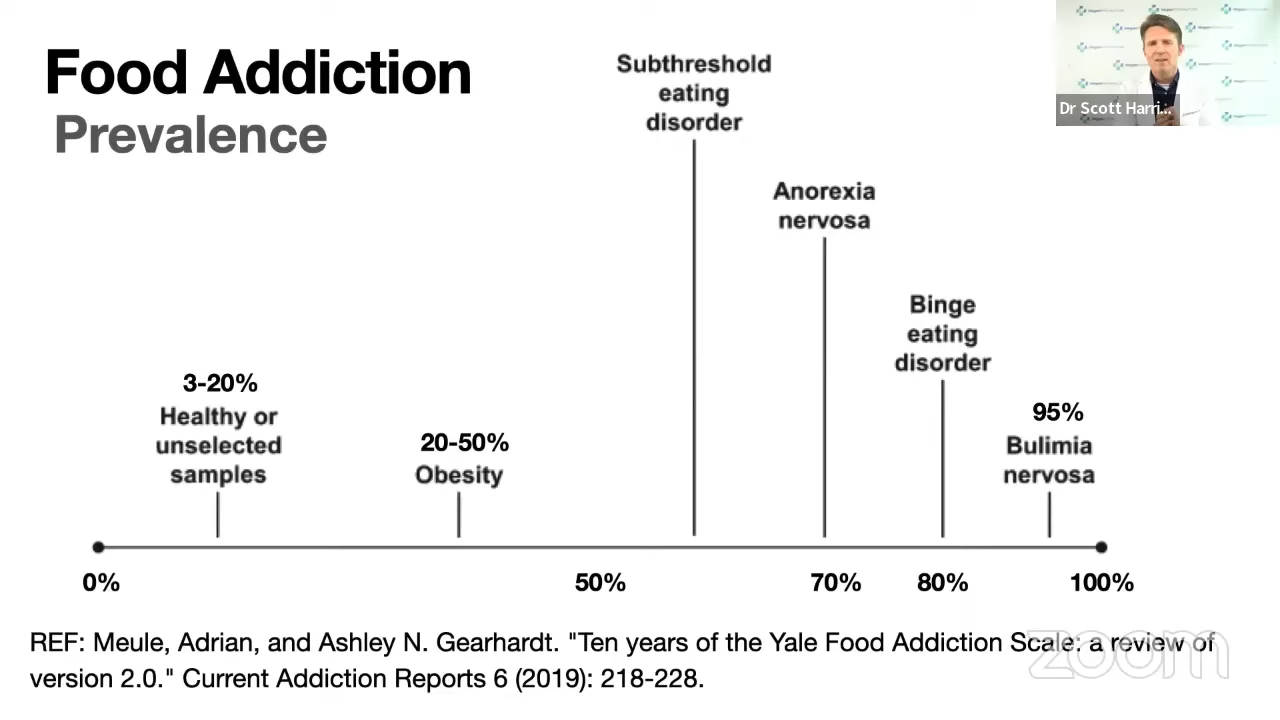 Food Addiction
Prevalence
Subthreshold
eating
disorder
Anorexia
nervosa
Binge
eating
disorder
3-20%
Healthy or
unselected
samples
20-50%
Obesity
95%
Bulimia
nervosa
0%
50%
70%
80%
100%
REF: Meule, Adrian, and Ashley N. Gearhardt. "Ten years of the Yale Food Addiction Scale: a review of
version 2.0." Current Addiction Reports 6 (2019): 218-228.
Dr Scott Harri...
zoom